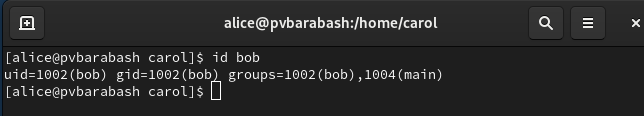 alice@pvbarabash:/home/carol
[alice@pvbarabash carol]$ id bob
uid=1002(bob) gid=1002(bob) groups=1002(bob),1004(main)
[alice@pvbarabash carol]$